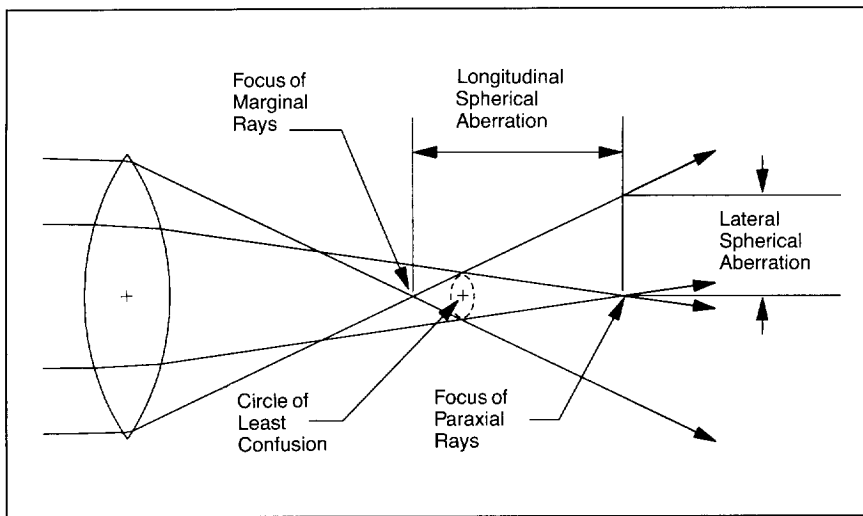 Focus of
Marginal
Rays
Longitudinal
Spherical
Aberration
Lateral
Spherical
Aberration
Circle of
Least
Confusion
Focus of
Paraxial
Rays